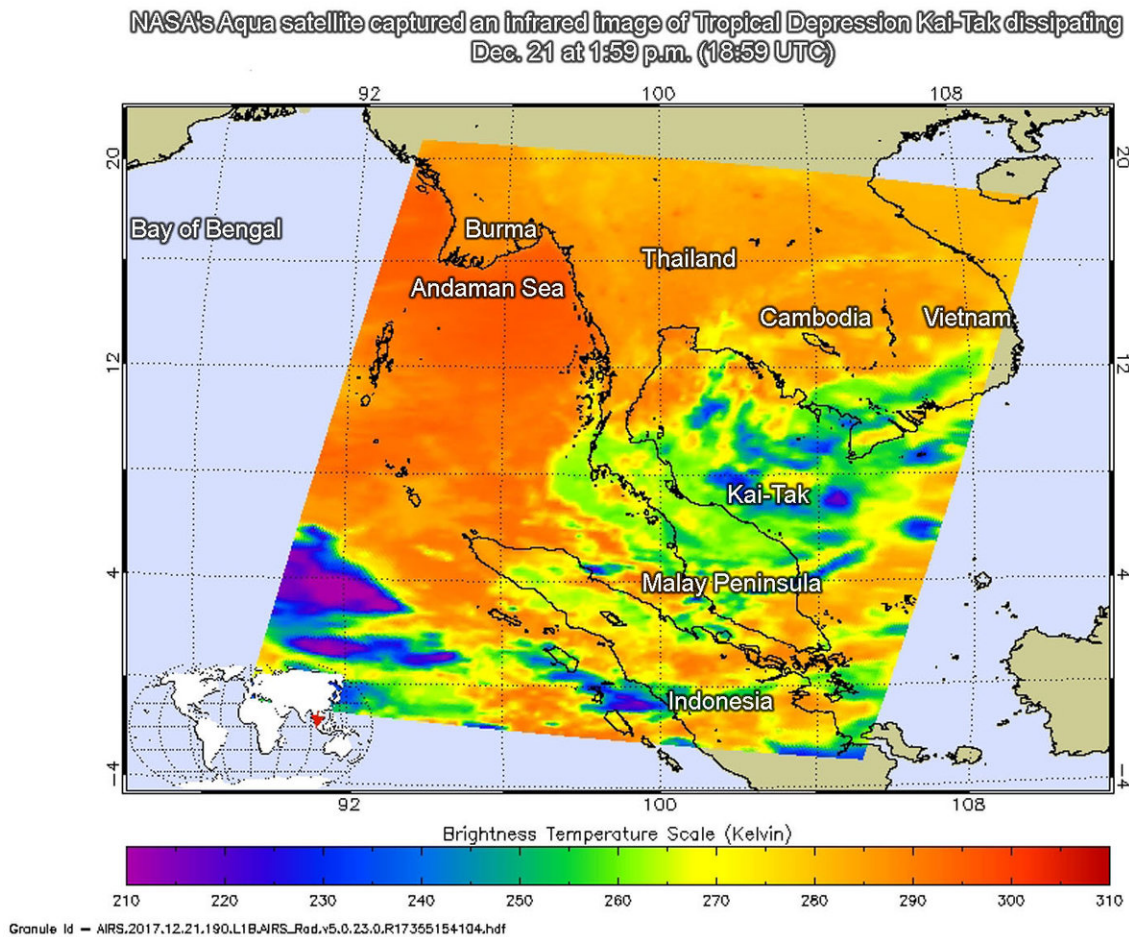 NASA's Aqua satellite captured an infrared image of Tropical Depression Kai-Tak dissipating
Dec. 21 at 1:59 p.m. (18:59 UTC)
92 100 108
20 20
Bay of Bengal Burma
Thailand
Andaman Sea
Cambodia Vietnam
12 12
Kai-Tak
4 Malay Peninsula 4
Indonesia
-4 -4
92 100 108
Brightness Temperature Scale (Kelvin)
210 220 230 240 250 260 270 280 290 300 310
Granule Id – AIRS.2017.12.21.190.L1B.AIRS_Rad.v5.0.23.0.R17355154104.hdf